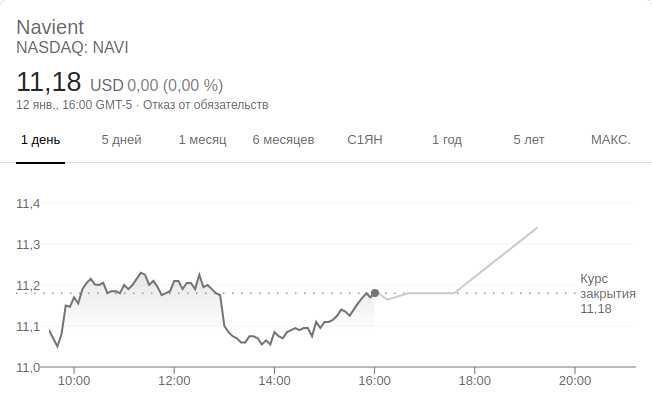 Navient
NASDAQ: NAVI
11,18 USD 0,00 (0,00 %)
12 янв., 16:00 GMT-5 · Отказ от обязательств
1 день 5 дней 1 месяц 6 месяцев С1ЯН 1 год 5 лет МАКС.
11,4
11,3
11,2
11,1
11,0
Курс
закрытия
11,18
10:00 12:00 14:00 16:00 18:00 20:00